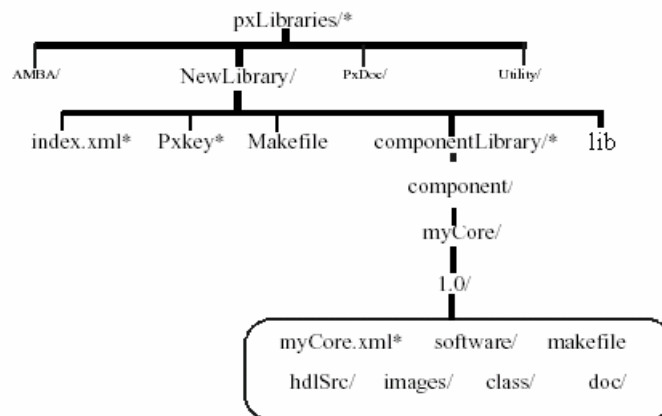 pxLibraries/*
AMBA/ NewLibrary/ PxDoc/ Utility/
index.xml* Pxkey* Makefile componentLibrary/* lib
component/
myCore/
1.0/
myCore.xml* software/ makefile
hdlSrc/ images/ class/ doc/